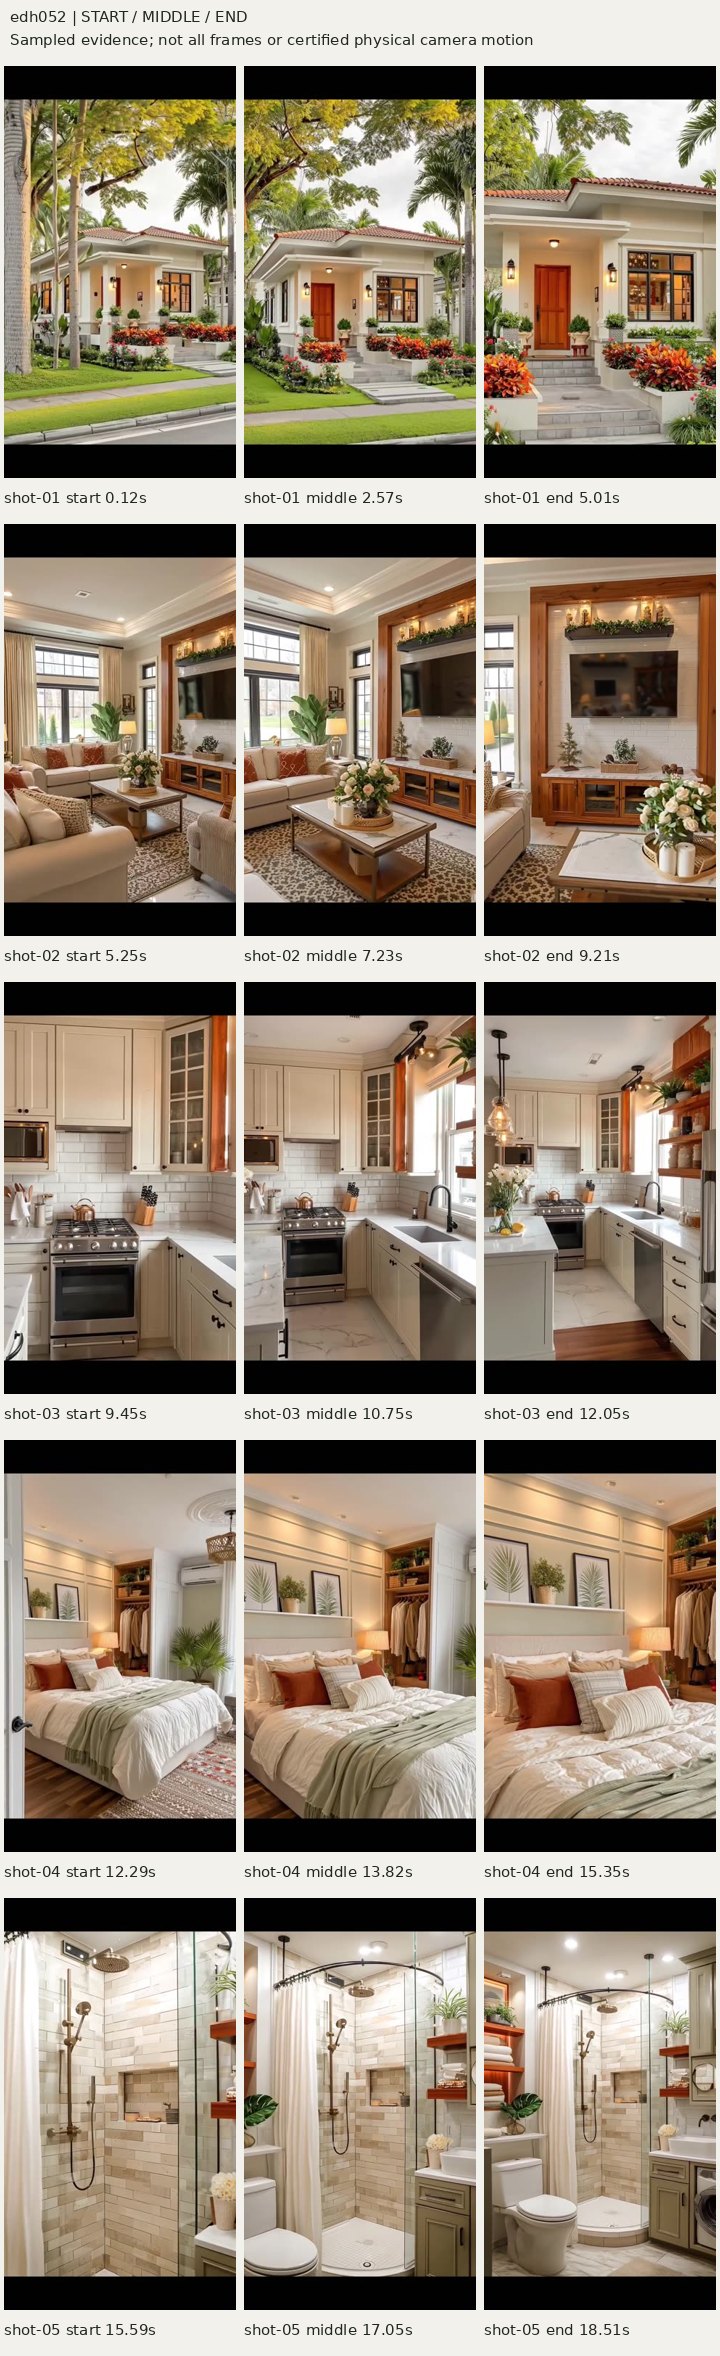 edh052 | START / MIDDLE / END
Sampled evidence; not all frames or certified physical camera motion
shot-01 start 0.12s
shot-01 middle 2.57s
shot-01 end 5.01s
shot-02 start 5.25s
shot-02 middle 7.23s
shot-02 end 9.21s
shot-03 start 9.45s
shot-03 middle 10.75s
shot-03 end 12.05s
shot-04 start 12.29s
shot-04 middle 13.82s
shot-04 end 15.35s
shot-05 start 15.59s
shot-05 middle 17.05s
shot-05 end 18.51s